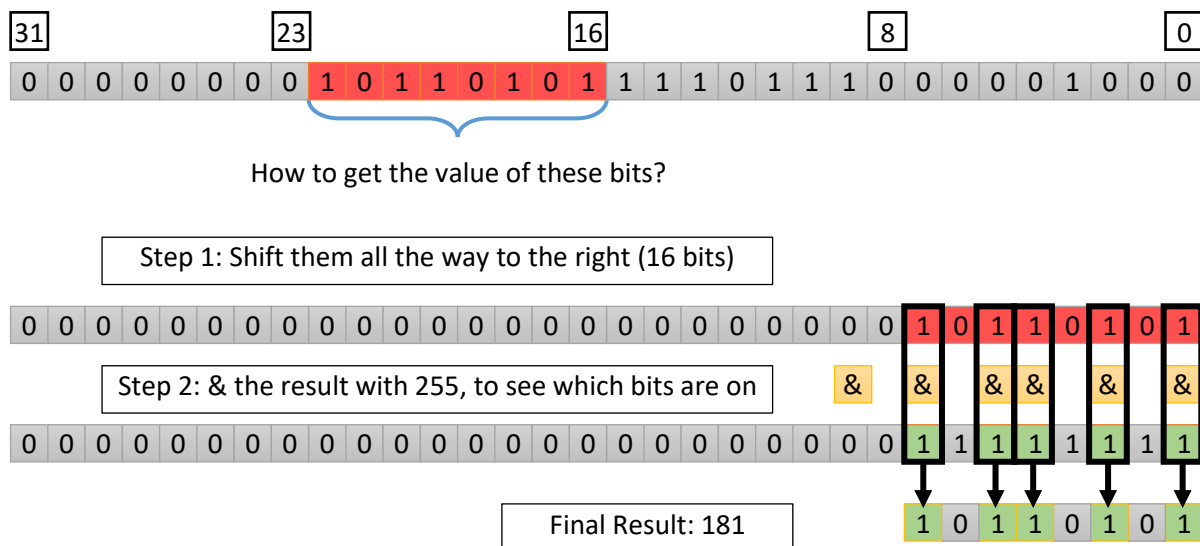 31 23 16 8 0
0 0 0 0 0 0 0 0 1 0 1 1 0 1 0 1 1 1 1 0 1 1 1 0 0 0 0 0 1 0 0 0
How to get the value of these bits?
Step 1: Shift them all the way to the right (16 bits)
0 0 0 0 0 0 0 0 0 0 0 0 0 0 0 0 0 0 0 0 0 0 0 0 1 0 1 1 0 1 0 1
Step 2: & the result with 255, to see which bits are on & & & & & &
0 0 0 0 0 0 0 0 0 0 0 0 0 0 0 0 0 0 0 0 0 0 0 0 1 1 1 1 1 1 1 1
Final Result: 181 1 0 1 1 0 1 0 1